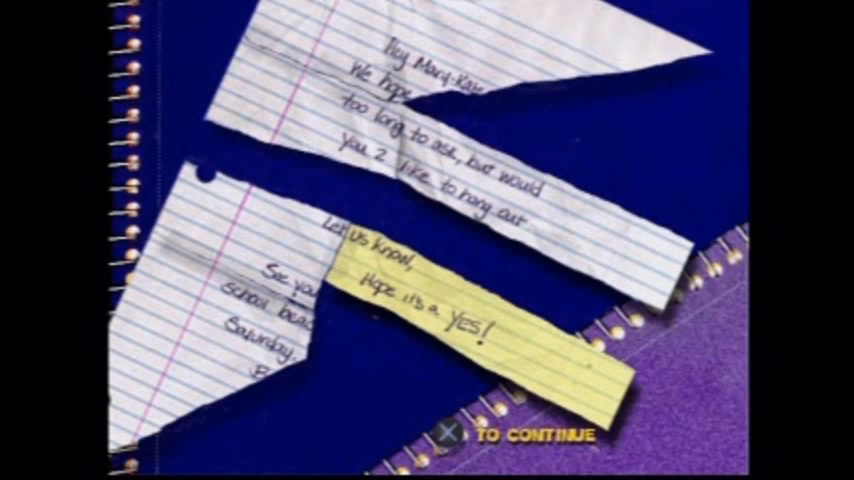 Hey Mary-Kate
We hope
too long to ask, but would
you 2 like to hang out
Let us know,
Hope it's a YES!
See you
school beac
Saturday.
B
X TO CONTINUE